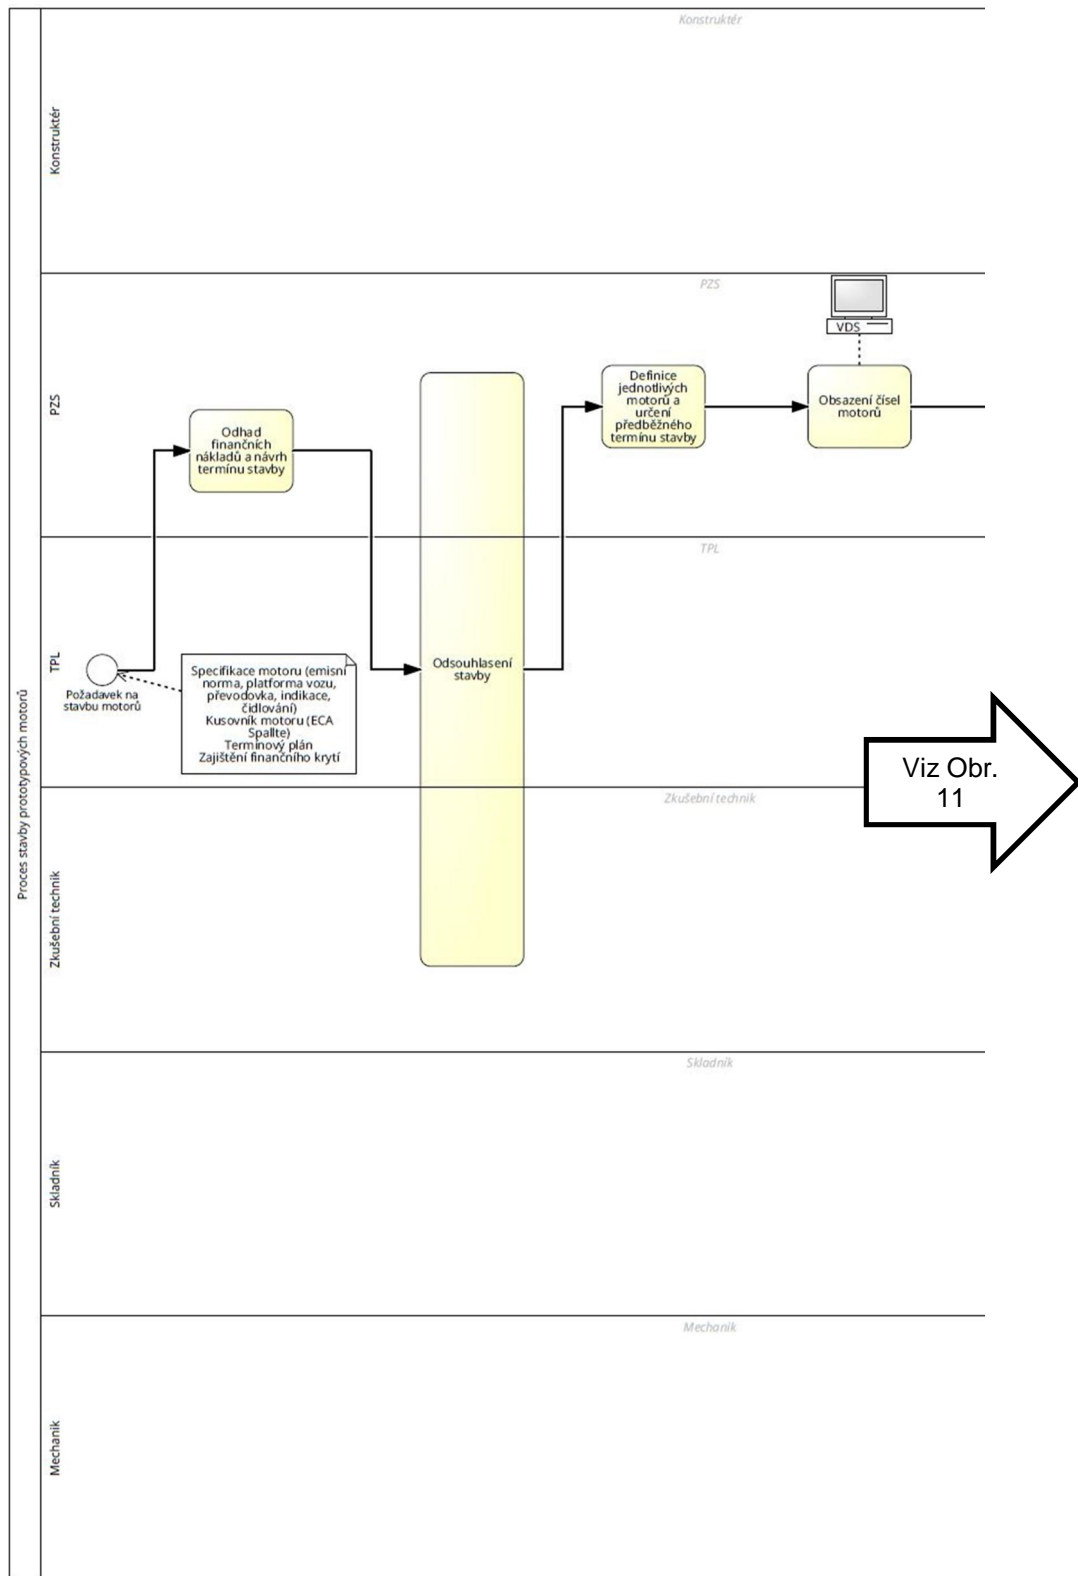 Proces stavby prototypových motorů
Konstruktér
Konstruktér
PZS
PZS
VDS
Odhad
finančních
nákladů a návrh
termínu stavby
Definice
jednotlivých
motorů a
určení
předběžného
termínu stavby
Obsazení čísel
motorů
TPL
TPL
Požadavek na
stavbu motorů
Specifikace motoru (emisní
norma, platforma vozu,
převodovka, indikace,
čidlování)
Kusovník motoru (ECA
Spallte)
Termínový plán
Zajištění finančního krytí
Odsouhlasení
stavby
Viz Obr.
11
Zkušební technik
Zkušební technik
Skladník
Skladník
Mechanik
Mechanik